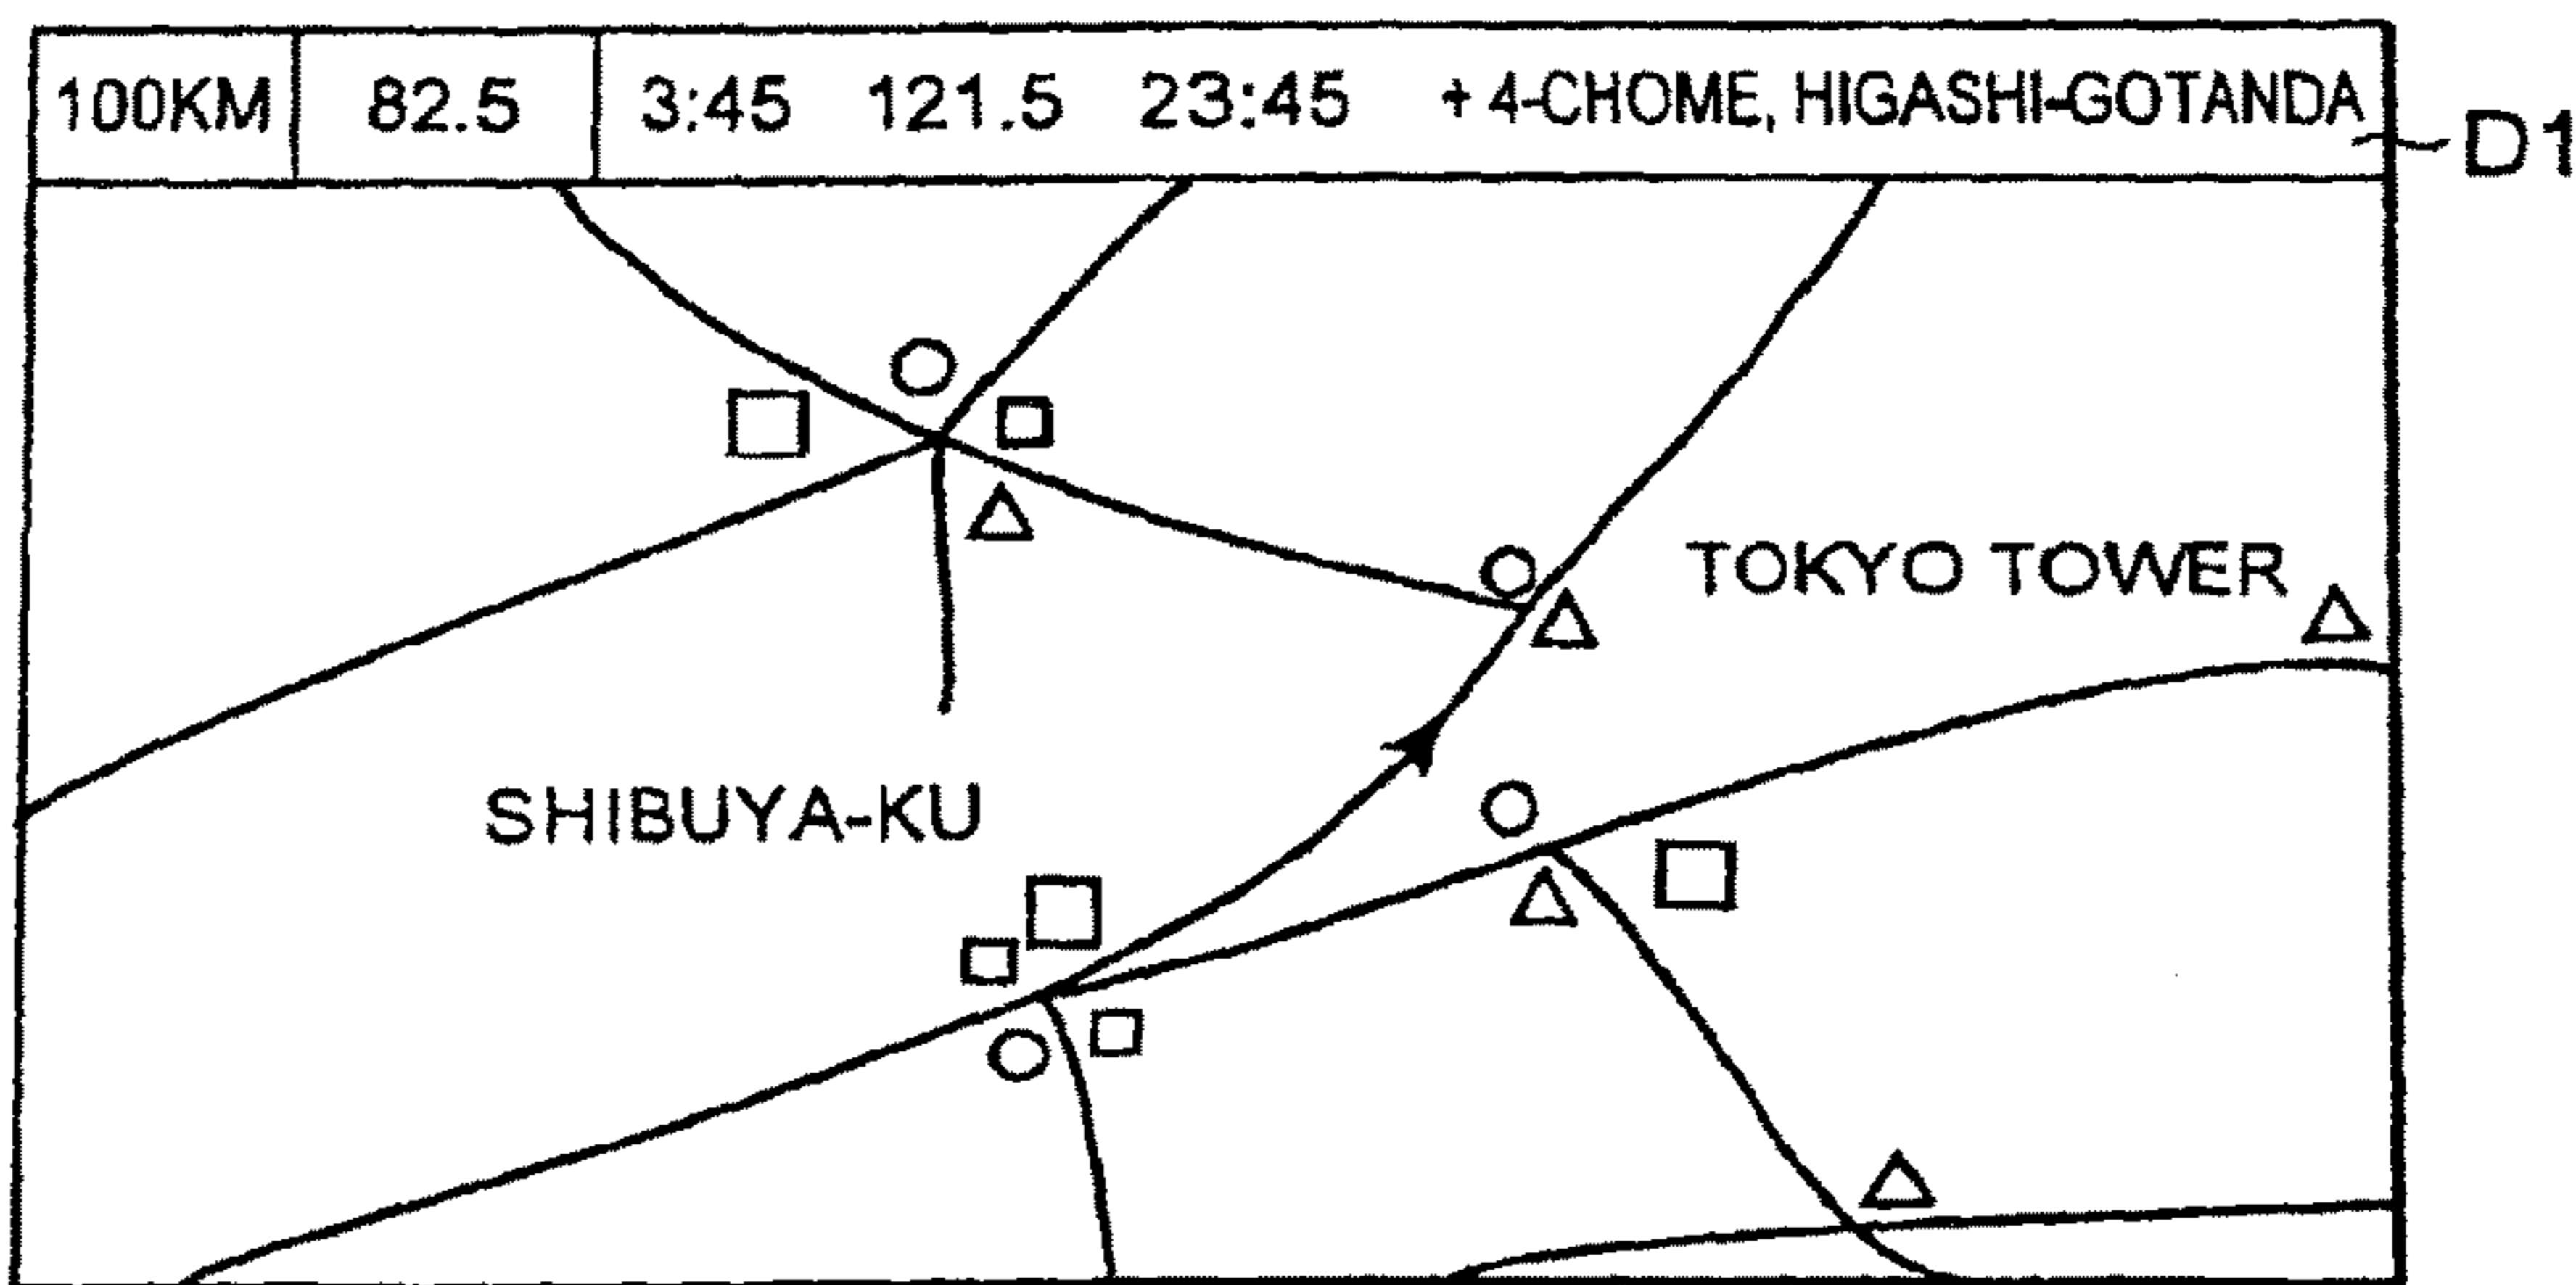 100KM 82.5 3:45 121.5 23:45 + 4-CHOME, HIGASHI-GOTANDA
D1
TOKYO TOWER
SHIBUYA-KU